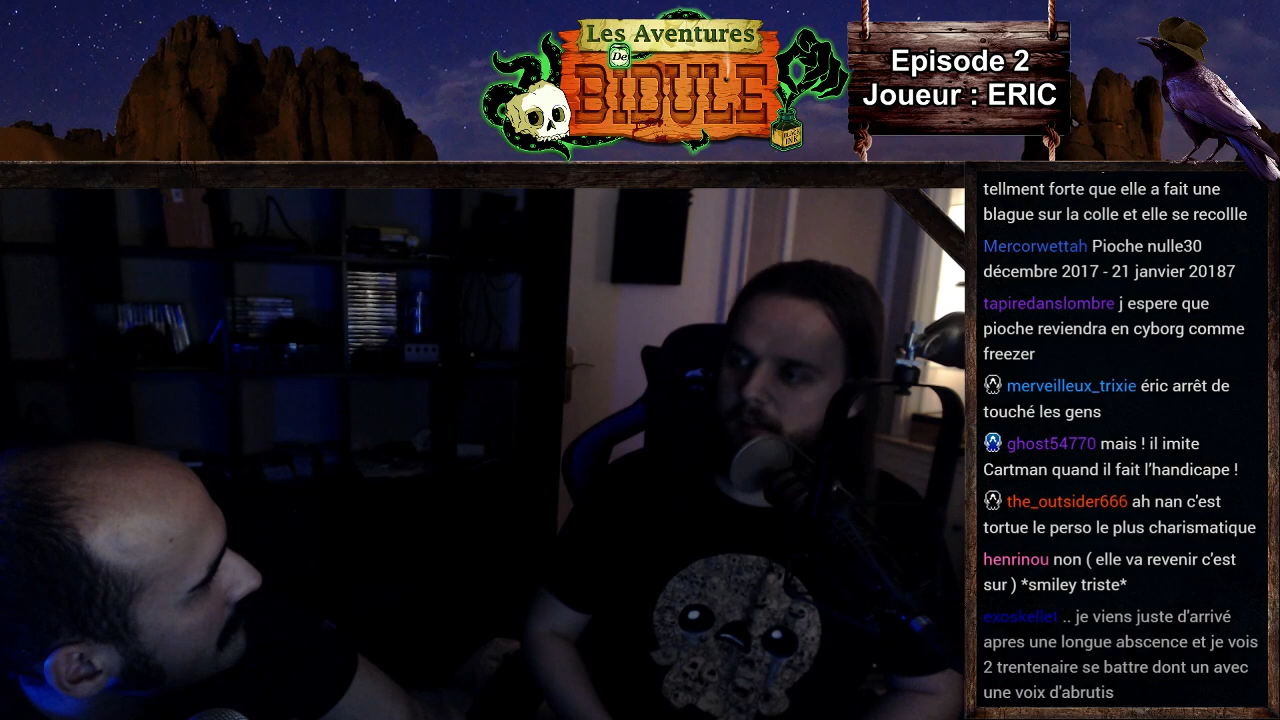 Les Aventures
De
BIDULE
BLACK
INK
Episode 2
Joueur : ERIC
tellment forte que elle a fait une
blague sur la colle et elle se recollle
Mercorwettah Pioche nulle30
décembre 2017 - 21 janvier 20187
tapiredanslombre j espere que
pioche reviendra en cyborg comme
freezer
merveilleux_trixie éric arrêt de
touché les gens
ghost54770 mais ! il imite
Cartman quand il fait l'handicape !
the_outsider666 ah nan c'est
tortue le perso le plus charismatique
henrinou non ( elle va revenir c'est
sur ) *smiley triste*
exoskellet .. je viens juste d'arrivé
apres une longue abscence et je vois
2 trentenaire se battre dont un avec
une voix d'abrutis